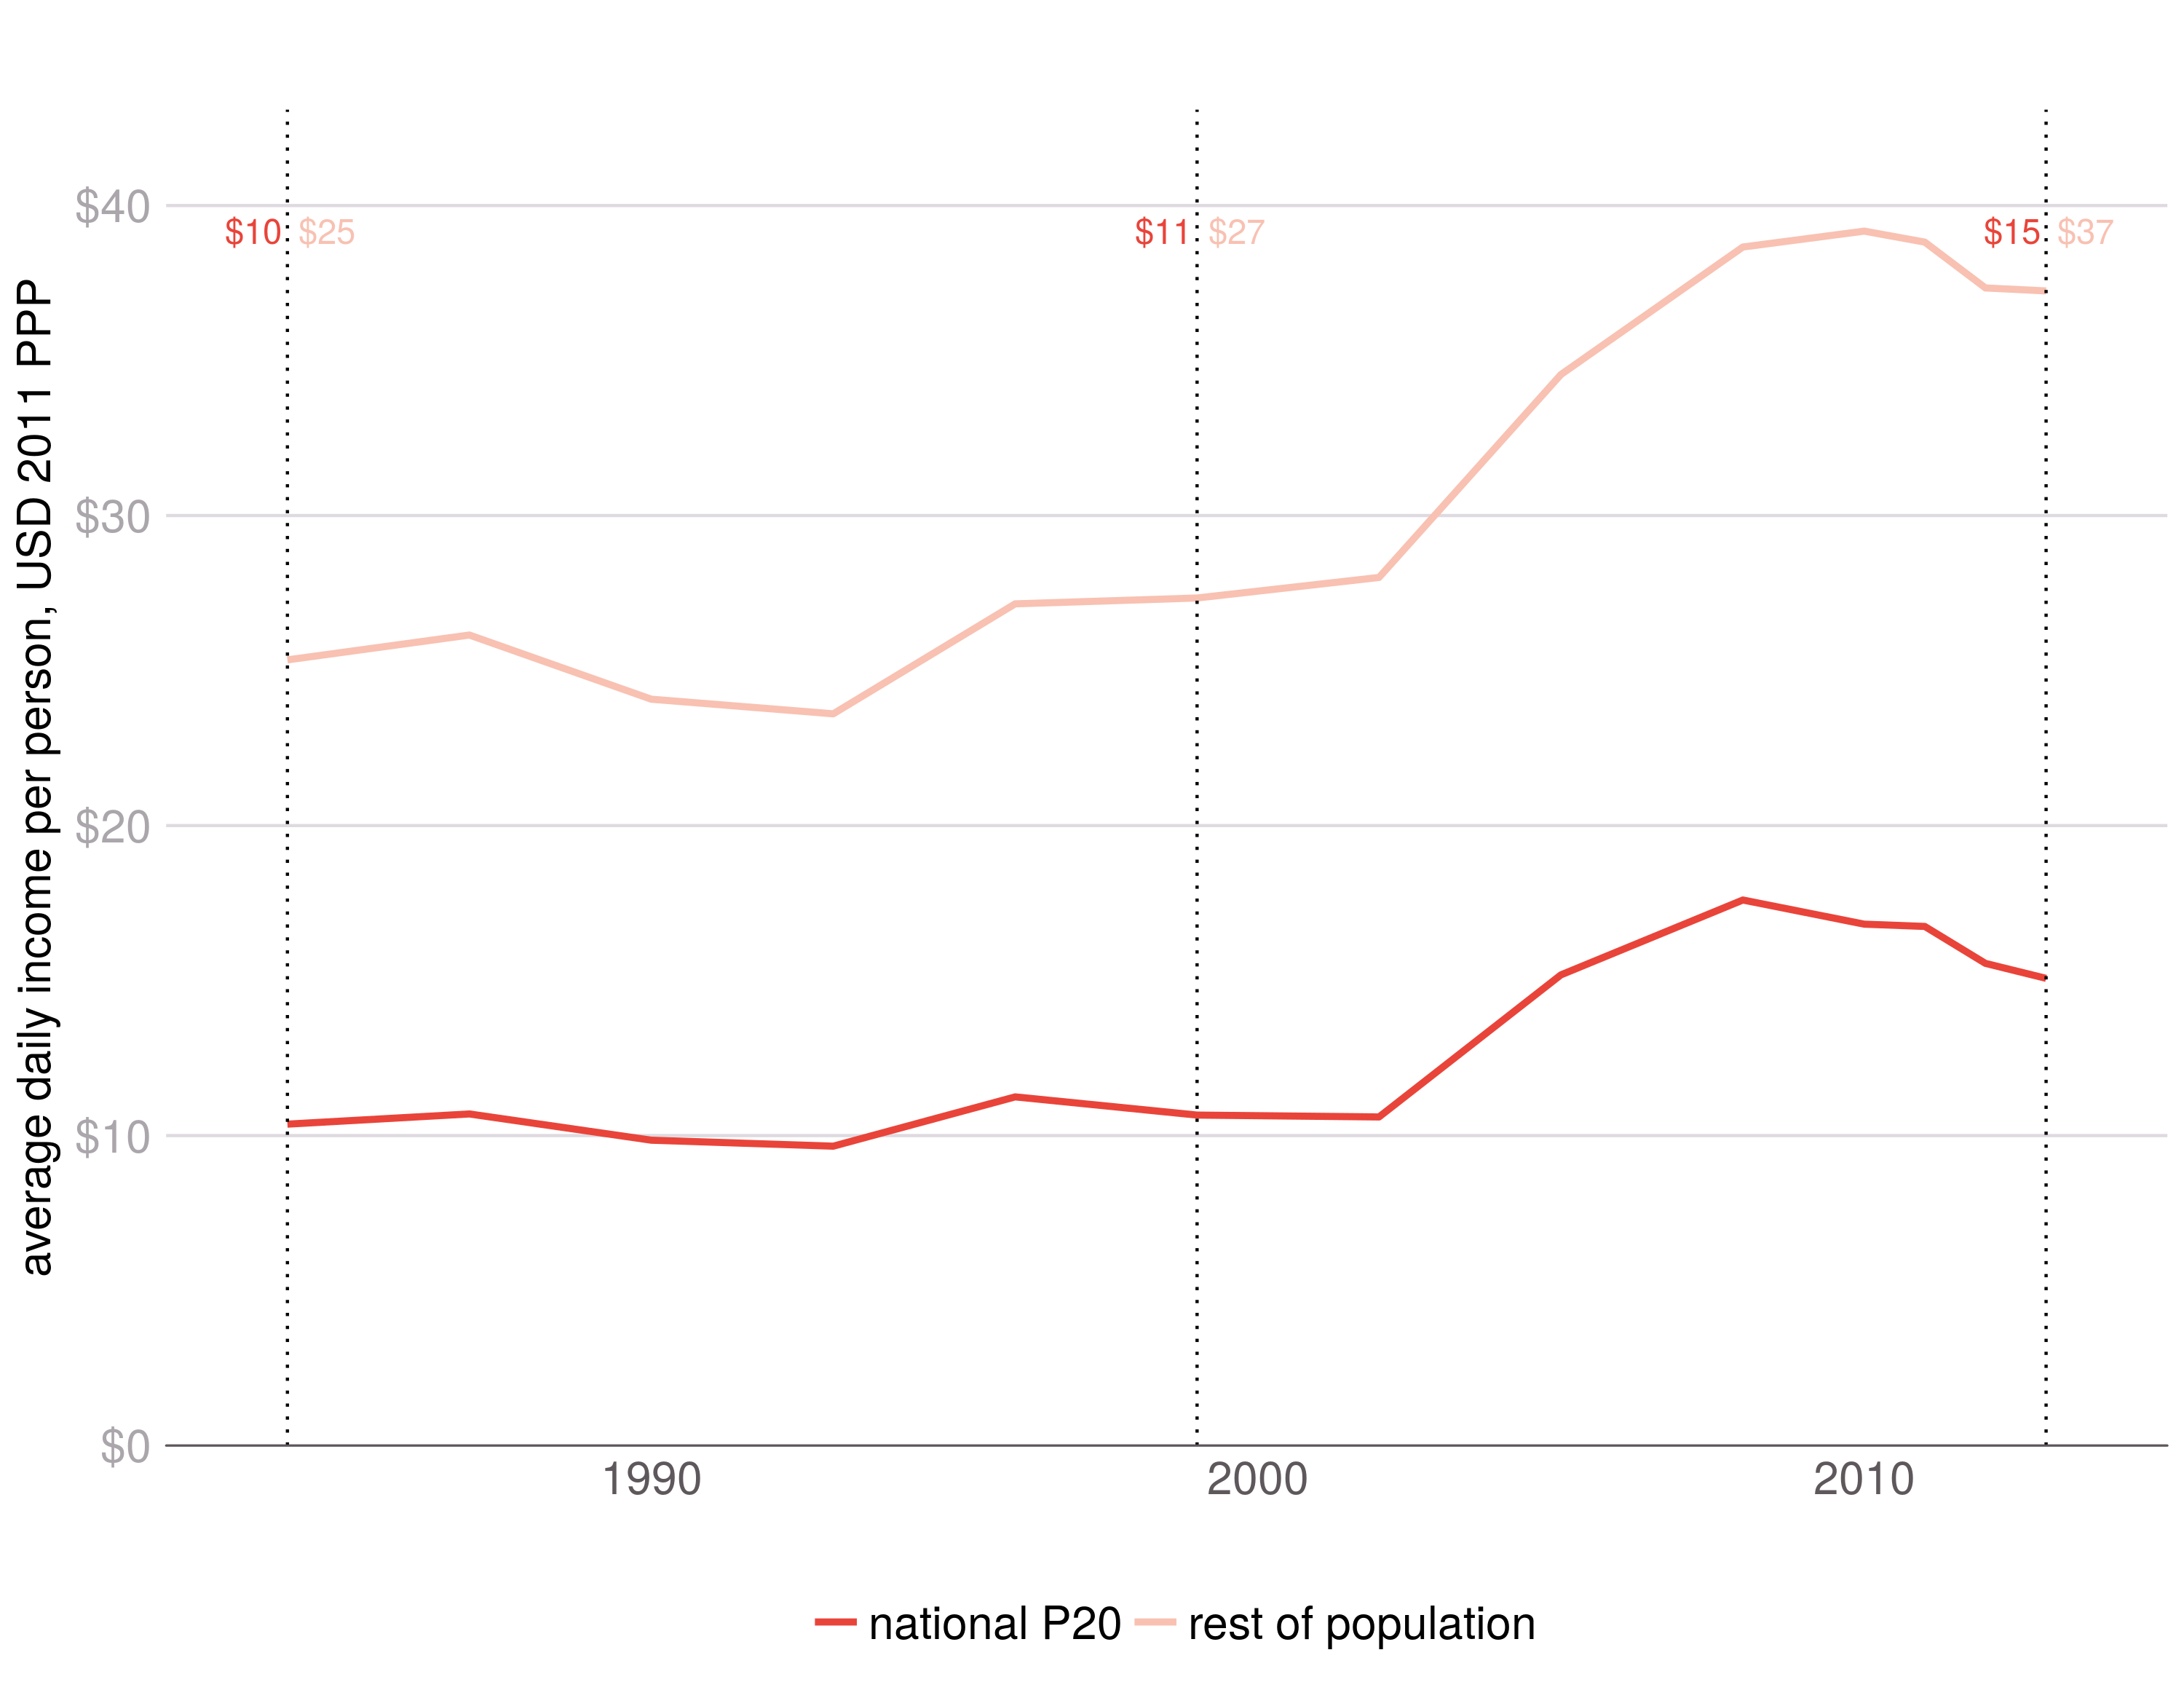 average daily income per person, USD 2011 PPP
$40
$30
$20
$10
$0
$10 $25
$11 $27
$15 $37
1990 2000 2010
national P20 rest of population